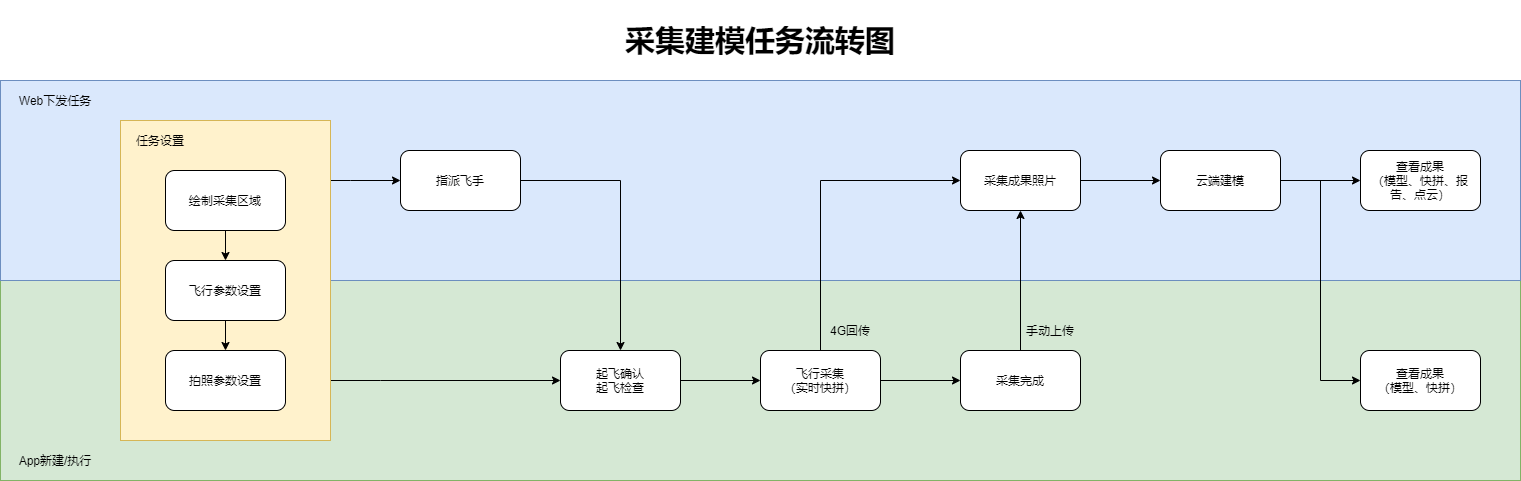 采集建模任务流转图
Web下发任务
任务设置
绘制采集区域
飞行参数设置
拍照参数设置
指派飞手
采集成果照片
云端建模
查看成果
（模型、快拼、报
告、点云）
4G回传
手动上传
起飞确认
起飞检查
飞行采集
（实时快拼）
采集完成
查看成果
（模型、快拼）
App新建/执行